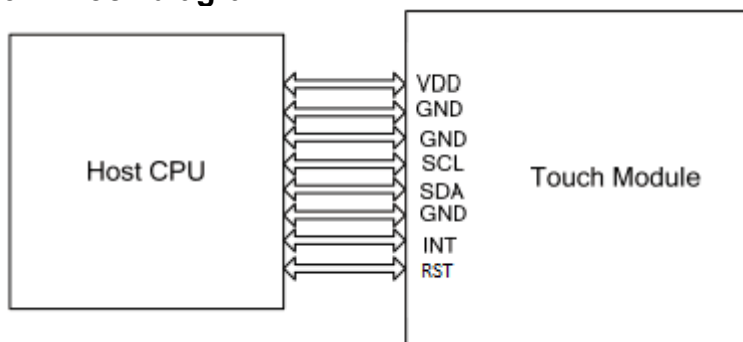 VDD
GND
GND
Host CPU
SCL
Touch Module
SDA
GND
INT
RST